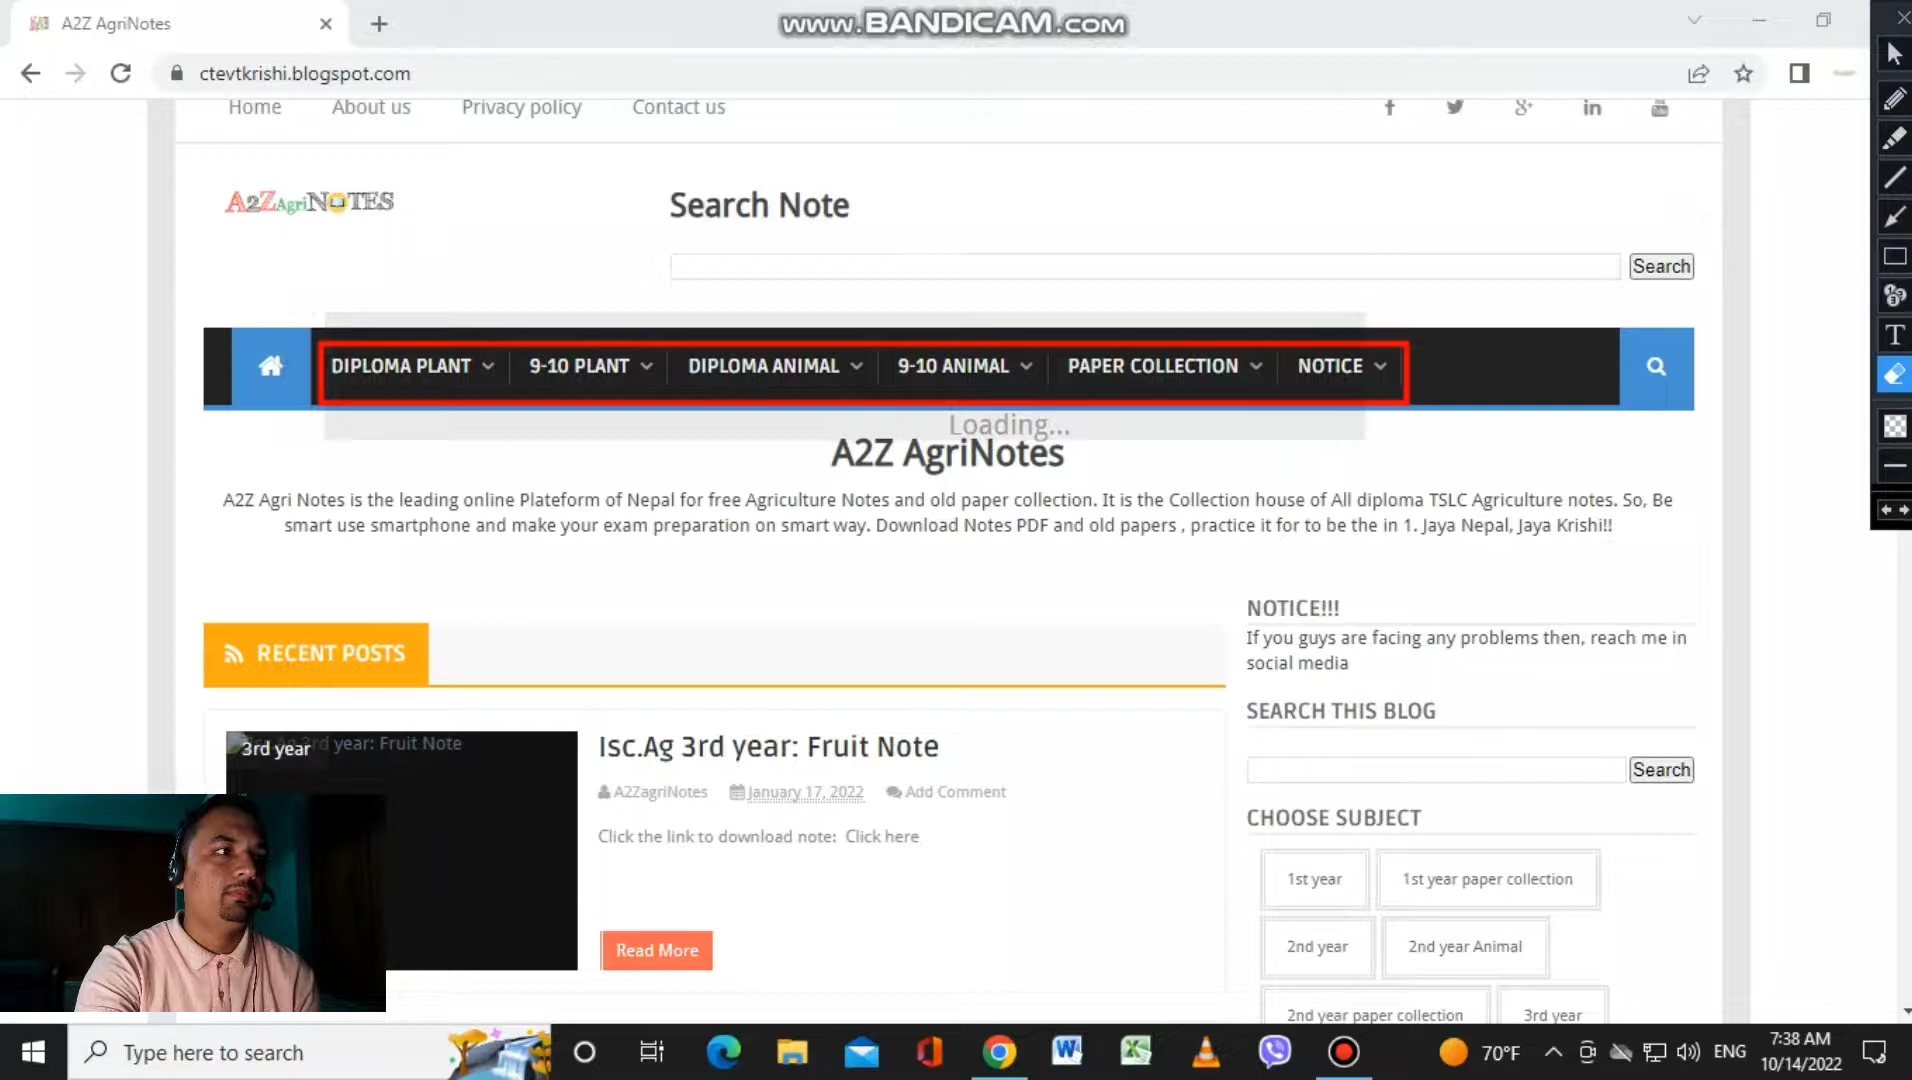 A2Z AgriNotes
www.BANDICAM.com
ctevtkrishi.blogspot.com
Home About us Privacy policy Contact us
A2ZAgriNOTES
Search Note
Search
DIPLOMA PLANT 9-10 PLANT DIPLOMA ANIMAL 9-10 ANIMAL PAPER COLLECTION NOTICE
Loading...
A2Z AgriNotes
A2Z Agri Notes is the leading online Plateform of Nepal for free Agriculture Notes and old paper collection. It is the Collection house of All diploma TSLC Agriculture notes. So, Be
smart use smartphone and make your exam preparation on smart way. Download Notes PDF and old papers , practice it for to be the in 1. Jaya Nepal, Jaya Krishi!!
RECENT POSTS
3rd year
Isc.Ag 3rd year: Fruit Note
Isc.Ag 3rd year: Fruit Note
A2ZagriNotes January 17, 2022 Add Comment
Click the link to download note: Click here
Read More
NOTICE!!!
If you guys are facing any problems then, reach me in
social media
SEARCH THIS BLOG
Search
CHOOSE SUBJECT
1st year 1st year paper collection
2nd year 2nd year Animal
2nd year paper collection 3rd year
Type here to search
70°F
ENG
7:38 AM
10/14/2022